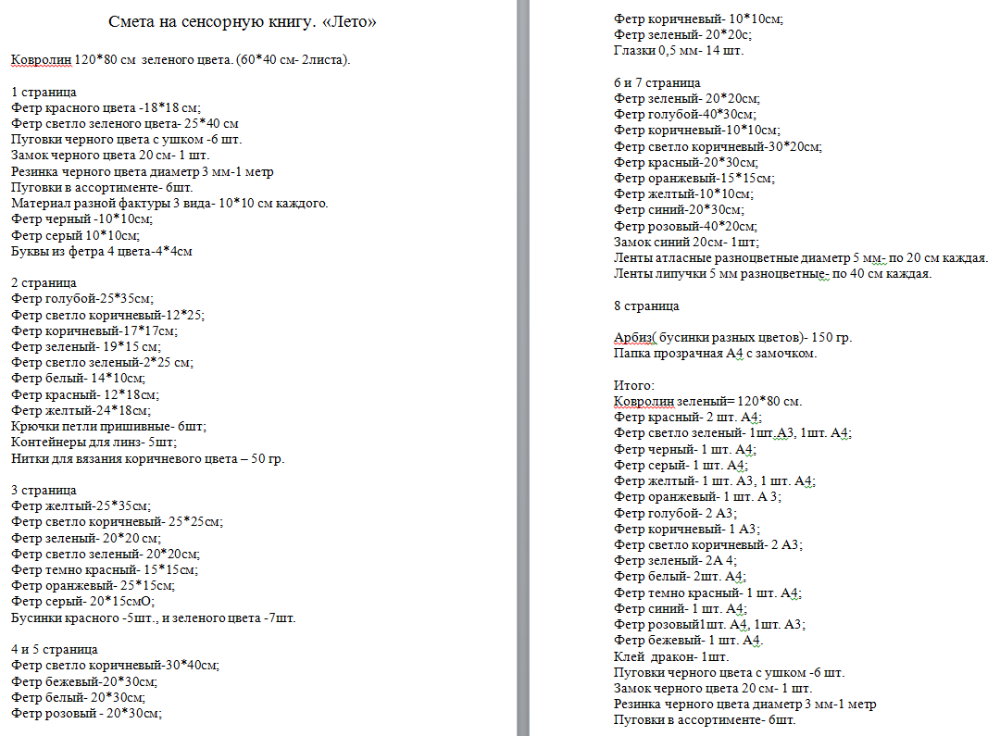 Смета на сенсорную книгу. «Лето»
Ковролин 120*80 см  зеленого цвета. (60*40 см- 2листа).
1 страница
Фетр красного цвета -18*18 см;
Фетр светло зеленого цвета- 25*40 см
Пуговки черного цвета с ушком -6 шт.
Замок черного цвета 20 см- 1 шт.
Резинка черного цвета диаметр 3 мм-1 метр
Пуговки в ассортименте- 6шт.
Материал разной фактуры 3 вида- 10*10 см каждого.
Фетр черный -10*10см;
Фетр серый 10*10см;
Буквы из фетра 4 цвета-4*4см
2 страница
Фетр голубой-25*35см;
Фетр светло коричневый-12*25;
Фетр коричневый-17*17см;
Фетр зеленый- 19*15 см;
Фетр светло зеленый-2*25 см;
Фетр белый- 14*10см;
Фетр красный- 12*18см;
Фетр желтый-24*18см;
Крючки петли пришивные- 6шт;
Контейнеры для линз- 5шт;
Нитки для вязания коричневого цвета – 50 гр.
3 страница
Фетр желтый-25*35см;
Фетр светло коричневый- 25*25см;
Фетр зеленый- 20*20 см;
Фетр светло зеленый- 20*20см;
Фетр темно красный- 15*15см;
Фетр оранжевый- 25*15см;
Фетр серый- 20*15смО;
Бусинки красного -5шт., и зеленого цвета -7шт.
4 и 5 страница
Фетр светло коричневый-30*40см;
Фетр бежевый-20*30см;
Фетр белый- 20*30см;
Фетр розовый - 20*30см;
Фетр коричневый- 10*10см;
Фетр зеленый- 20*20с;
Глазки 0,5 мм- 14 шт.
6 и 7 страница
Фетр зеленый- 20*20см;
Фетр голубой-40*30см;
Фетр коричневый-10*10см;
Фетр светло коричневый-30*20см;
Фетр красный-20*30см;
Фетр оранжевый-15*15см;
Фетр желтый-10*10см;
Фетр синий-20*30см;
Фетр розовый-40*20см;
Замок синий 20см- 1шт;
Ленты атласные разноцветные диаметр 5 мм- по 20 см каждая.
Ленты липучки 5 мм разноцветные- по 40 см каждая.
8 страница
Арбиз( бусинки разных цветов)- 150 гр.
Папка прозрачная А4 с замочком.
Итого:
Ковролин зеленый= 120*80 см.
Фетр красный- 2 шт. А4;
Фетр светло зеленый- 1шт.А3, 1шт. А4;
Фетр черный- 1 шт. А4;
Фетр серый- 1 шт. А4;
Фетр желтый- 1 шт. А3, 1 шт. А4;
Фетр оранжевый- 1 шт. А 3;
Фетр голубой- 2 А3;
Фетр коричневый- 1 А3;
Фетр светло коричневый- 2 А3;
Фетр зеленый- 2А 4;
Фетр белый- 2шт. А4;
Фетр темно красный- 1 шт. А4;
Фетр синий- 1 шт. А4;
Фетр розовый1шт. А4, 1шт. А3;
Фетр бежевый- 1 шт. А4.
Клей  дракон- 1шт.
Пуговки черного цвета с ушком -6 шт.
Замок черного цвета 20 см- 1 шт.
Резинка черного цвета диаметр 3 мм-1 метр
Пуговки в ассортименте- 6шт.